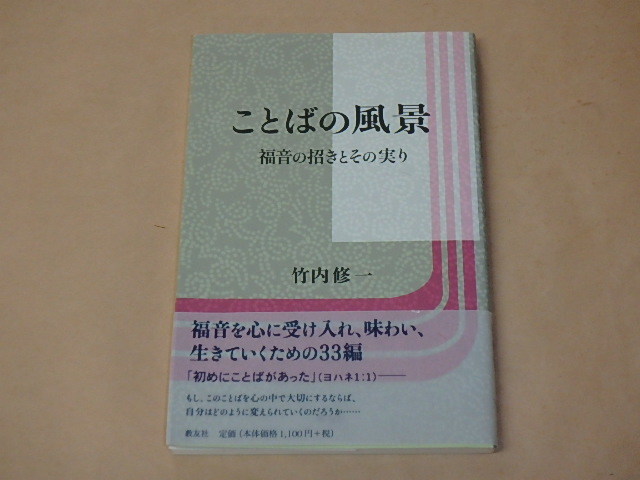 ことばの風景
福音の招きとその実り
竹内修一
福音を心に受け入れ、味わい、
生きていくための33編
「初めにことばがあった」(ヨハネ1:1)――
もし、このことばを心の中で大切にするならば、
自分はどのように変えられていくのだろうか……
教友社 定価(本体価格1,100円+税)